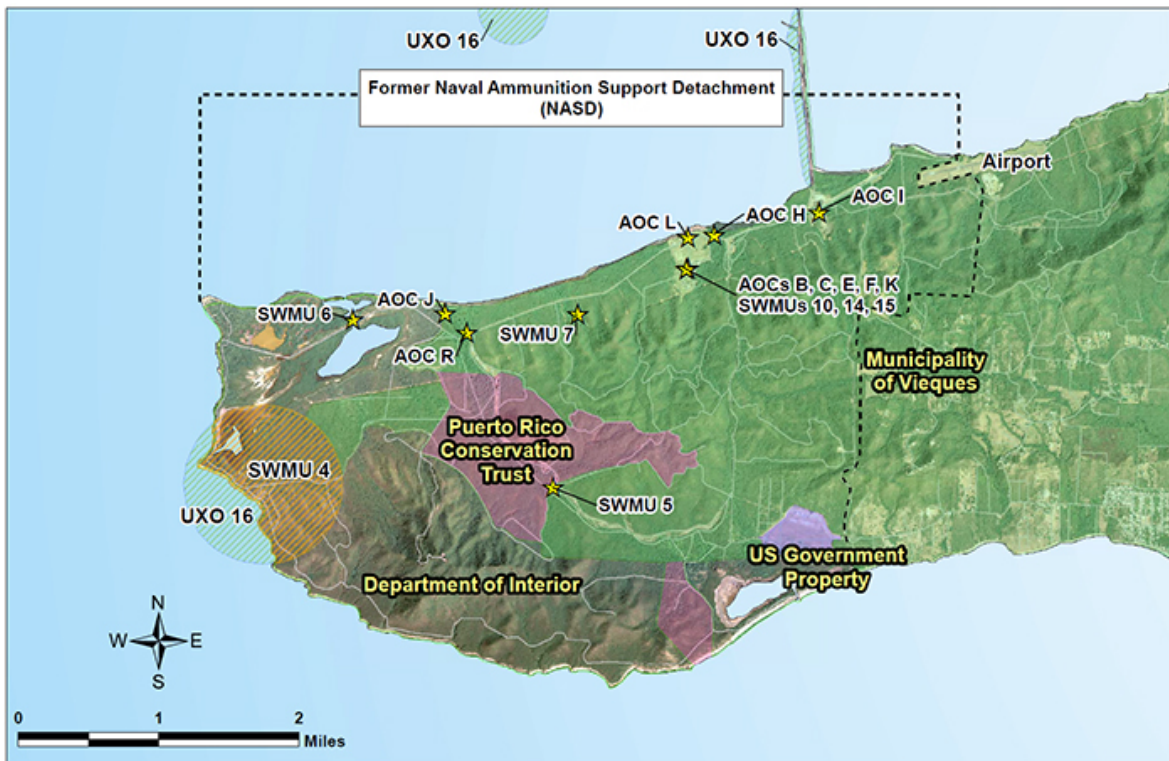 UXO 16
UXO 16
Former Naval Ammunition Support Detachment
(NASD)
Airport
AOC I
AOC L
AOC H
AOCs B, C, E, F, K
SWMUs 10, 14, 15
SWMU 6
AOC J
AOC R
SWMU 7
Municipality
of Vieques
Puerto Rico
Conservation
Trust
SWMU 4
SWMU 5
UXO 16
US Government
Property
Department of Interior
N
W
E
S
0
1
2
Miles